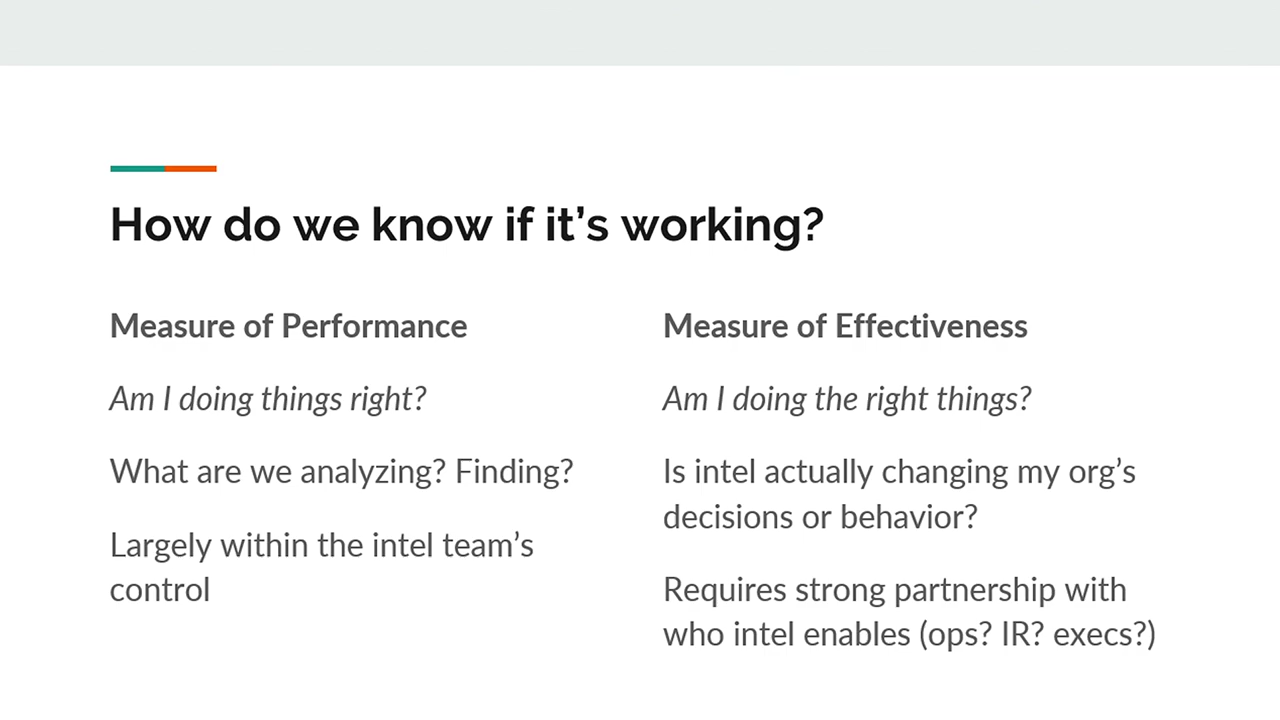 How do we know if it’s working?
Measure of Performance
Am I doing things right?
What are we analyzing? Finding?
Largely within the intel team’s
control
Measure of Effectiveness
Am I doing the right things?
Is intel actually changing my org’s
decisions or behavior?
Requires strong partnership with
who intel enables (ops? IR? execs?)